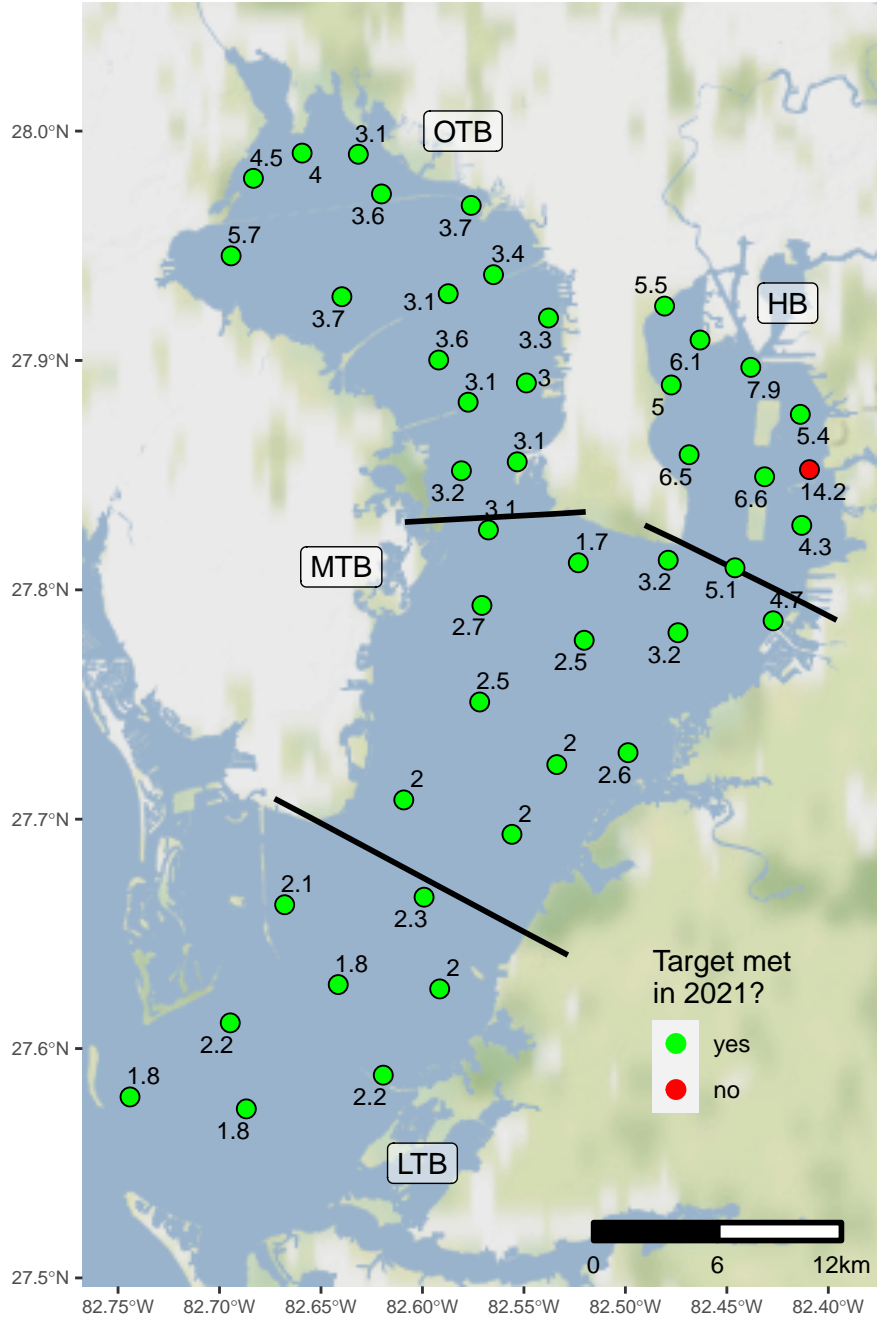 28.0°N
27.9°N
27.8°N
27.7°N
27.6°N
27.5°N
OTB
3.1
4.5
4
3.6
3.7
5.7
3.4
3.1
3.7
3.3
3.6
3
3.1
3.1
3.2
3.1
HB
5.5
6.1
7.9
5
5.4
6.5
6.6
14.2
4.3
5.1
4.7
MTB
1.7
3.2
2.7
2.5
3.2
2.5
2
2.6
2
2
2.1
2.3
1.8
2
2.2
1.8
2.2
1.8
LTB
Target met
in 2021?
yes
no
0 6 12km
82.75°W 82.70°W 82.65°W 82.60°W 82.55°W 82.50°W 82.45°W 82.40°W